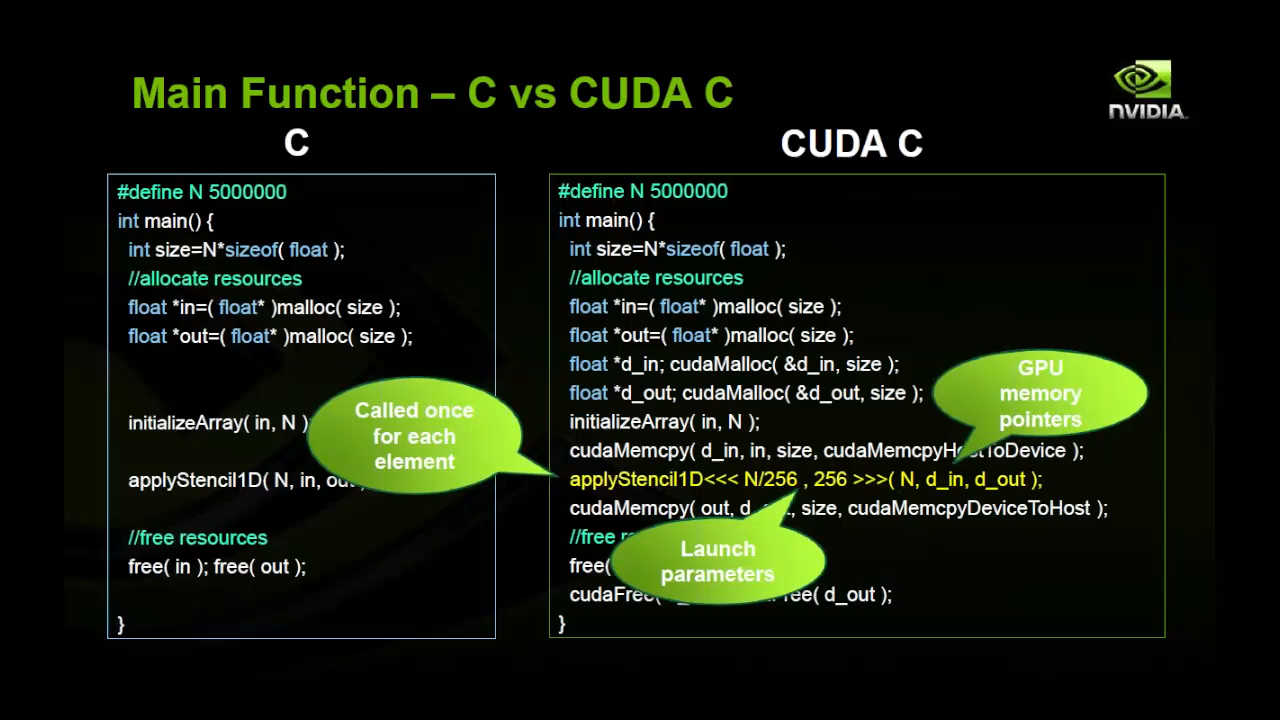 Main Function – C vs CUDA C
NVIDIA
C
#define N 5000000
int main() {
int size=N*sizeof( float );
//allocate resources
float *in=( float* )malloc( size );
float *out=( float* )malloc( size );
initializeArray( in, N )
applyStencil1D( N, in,
//free resources
free( in ); free( out );
}
Called once
for each
element
CUDA C
#define N 5000000
int main() {
int size=N*sizeof( float );
//allocate resources
float *in=( float* )malloc( size );
float *out=( float* )malloc( size );
float *d_in; cudaMalloc( &d_in, size );
float *d_out; cudaMalloc( &d_out, size );
initializeArray( in, N );
cudaMemcpy( d_in, in, size, cudaMemcpyHostToDevice );
applyStencil1D<<< N/256 , 256 >>>( N, d_in, d_out );
cudaMemcpy( out, size, cudaMemcpyDeviceToHost );
//free
free(
cudaFree( d_out );
}
GPU
memory
pointers
Launch
parameters